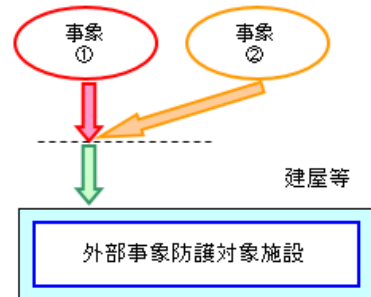 事象
①
事象
②
建屋等
外部事象防護対象施設